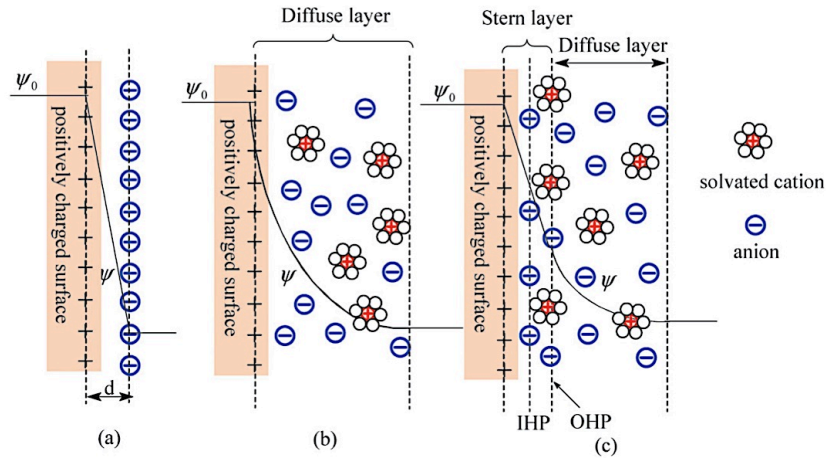 Diffuse layer
Stern layer
Diffuse layer
ψ₀
positively charged surface
ψ
d
(a)
ψ₀
positively charged surface
ψ
(b)
ψ₀
positively charged surface
ψ
IHP
OHP
(c)
solvated cation
anion